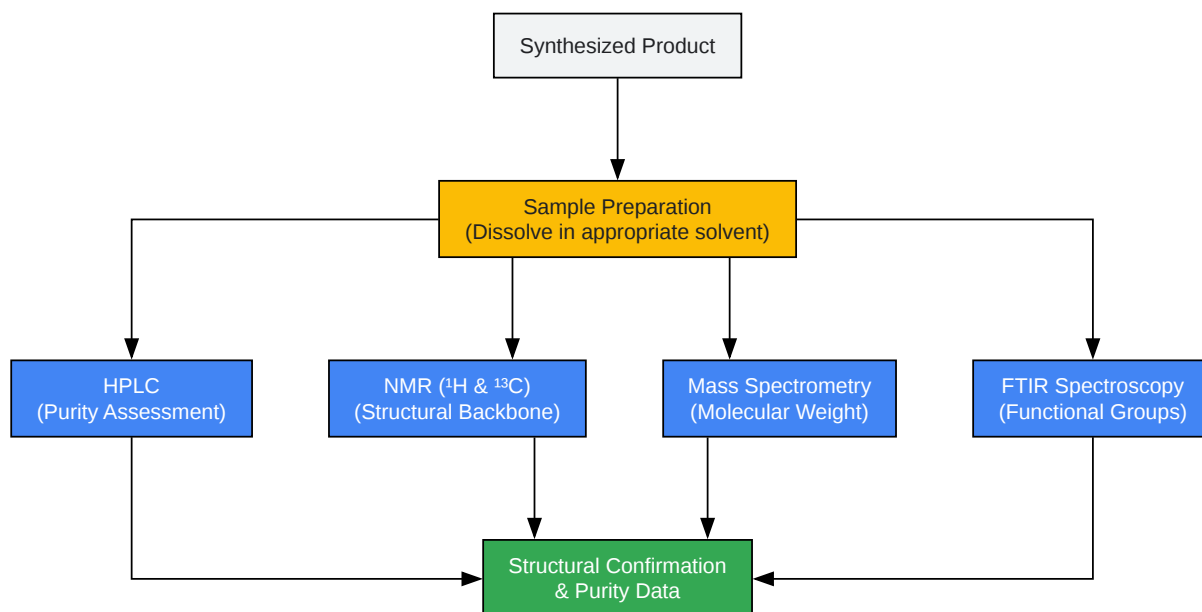 Synthesized Product
Sample Preparation
(Dissolve in appropriate solvent)
HPLC
(Purity Assessment)
NMR (¹H & ¹³C)
(Structural Backbone)
Mass Spectrometry
(Molecular Weight)
FTIR Spectroscopy
(Functional Groups)
Structural Confirmation
& Purity Data